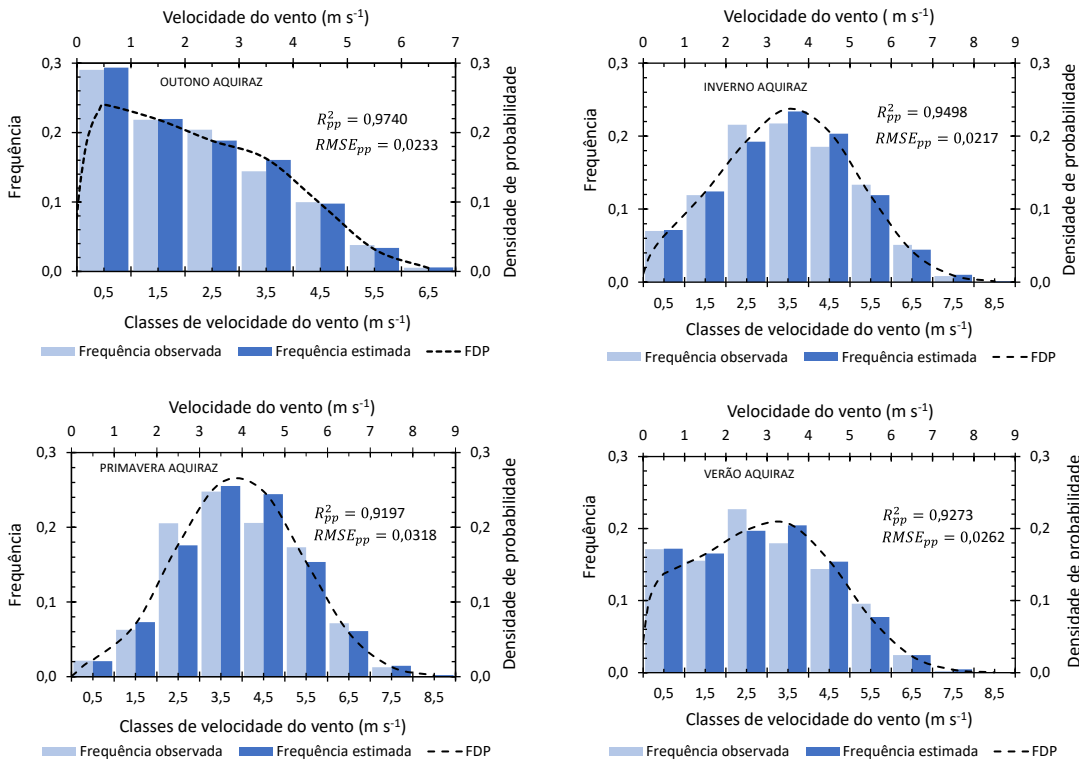 Velocidade do vento (m s⁻¹)
0 1 2 3 4 5 6 7
0,3 0,3
OUTONO AQUIRAZ
R²pp = 0,9740
RMSEpp = 0,0233
0,2 0,2
0,1 0,1
0,0 0,0
Frequência
Densidade de probabilidade
0,5 1,5 2,5 3,5 4,5 5,5 6,5
Classes de velocidade do vento (m s⁻¹)
Frequência observada Frequência estimada FDP
Velocidade do vento (m s⁻¹)
0 1 2 3 4 5 6 7 8 9
0,3 0,3
INVERNO AQUIRAZ
R²pp = 0,9498
RMSEpp = 0,0217
0,2 0,2
0,1 0,1
0,0 0,0
Frequência
Densidade de probabilidade
0,5 1,5 2,5 3,5 4,5 5,5 6,5 7,5 8,5
Classes de velocidade do vento (m s⁻¹)
Frequência observada Frequência estimada FDP
Velocidade do vento (m s⁻¹)
0 1 2 3 4 5 6 7 8 9
0,3 0,3
PRIMAVERA AQUIRAZ
R²pp = 0,9197
RMSEpp = 0,0318
0,2 0,2
0,1 0,1
0,0 0,0
Frequência
Densidade de probabilidade
0,5 1,5 2,5 3,5 4,5 5,5 6,5 7,5 8,5
Classes de velocidade do vento (m s⁻¹)
Frequência observada Frequência estimada FDP
Velocidade do vento (m s⁻¹)
0 1 2 3 4 5 6 7 8 9
0,3 0,3
VERÃO AQUIRAZ
R²pp = 0,9273
RMSEpp = 0,0262
0,2 0,2
0,1 0,1
0,0 0,0
Frequência
Densidade de probabilidade
0,5 1,5 2,5 3,5 4,5 5,5 6,5 7,5 8,5
Classes de velocidade do vento (m s⁻¹)
Frequência observada Frequência estimada FDP